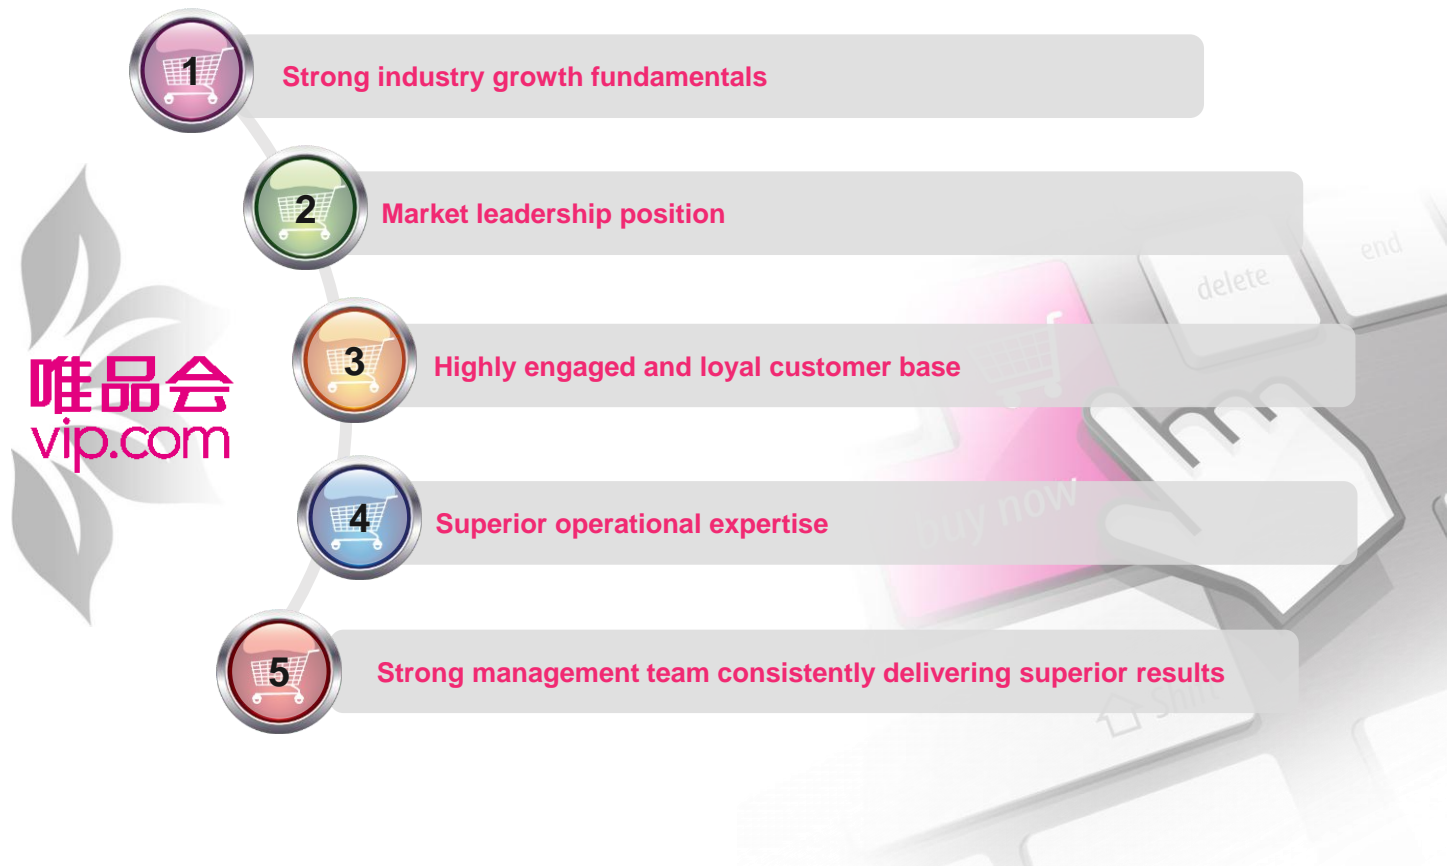 1
Strong industry growth fundamentals
2
Market leadership position
delete
end
唯品会
vip.com
3
Highly engaged and loyal customer base
4
Superior operational expertise
buy now
5
Strong management team consistently delivering superior results
Shift